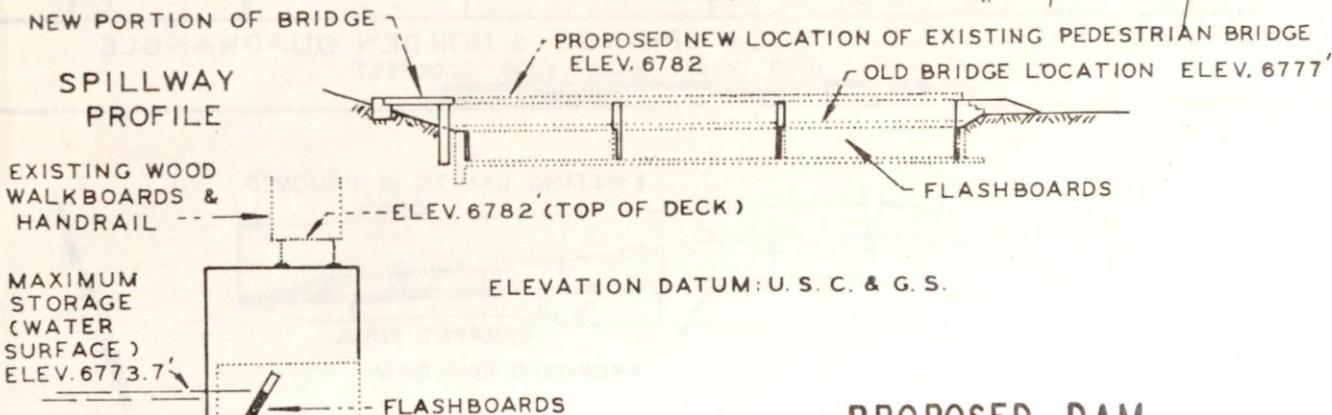 NEW PORTION OF BRIDGE
PROPOSED NEW LOCATION OF EXISTING PEDESTRIAN BRIDGE
ELEV. 6782
OLD BRIDGE LOCATION ELEV. 6777'
SPILLWAY
PROFILE
FLASHBOARDS
EXISTING WOOD
WALKBOARDS &
HANDRAIL
ELEV. 6782' (TOP OF DECK)
ELEVATION DATUM: U. S. C. & G. S.
MAXIMUM
STORAGE
(WATER
SURFACE)
ELEV. 6773.7'
FLASHBOARDS
PROPOSED DAM